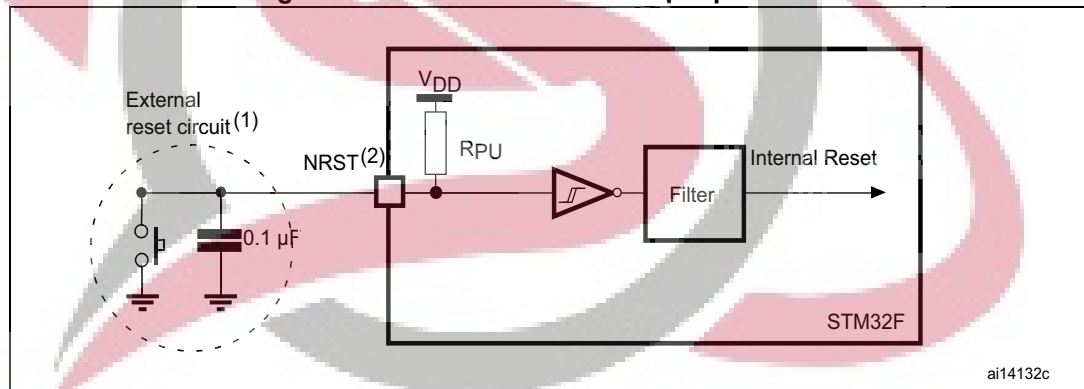 External
reset circuit(1)
VDD
NRST(2)
RPU
Internal Reset
Filter
0.1 µF
STM32F
ai14132c